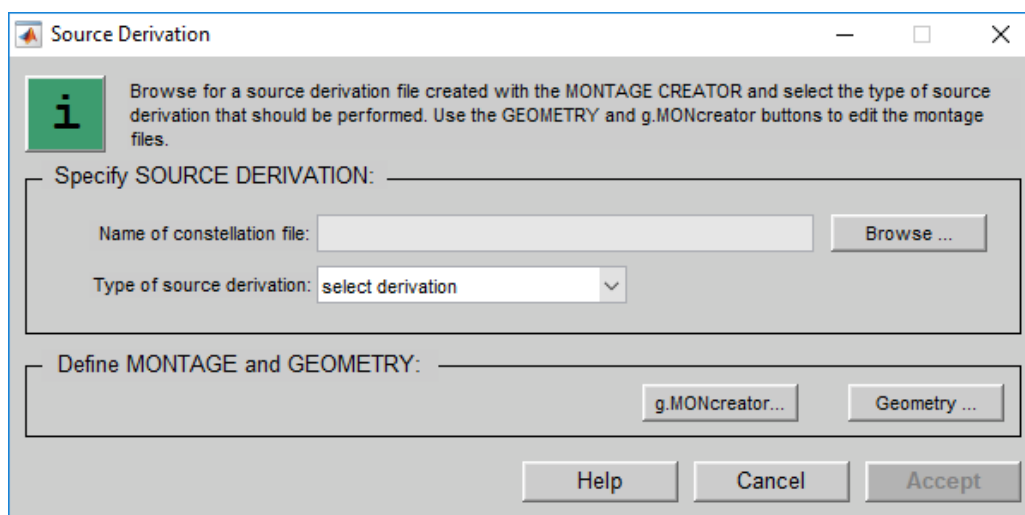 Source Derivation
i
Browse for a source derivation file created with the MONTAGE CREATOR and select the type of source
derivation that should be performed. Use the GEOMETRY and g.MONcreator buttons to edit the montage
files.
Specify SOURCE DERIVATION:
Name of constellation file:
Browse ...
Type of source derivation:
select derivation
Define MONTAGE and GEOMETRY:
g.MONcreator...
Geometry ...
Help
Cancel
Accept